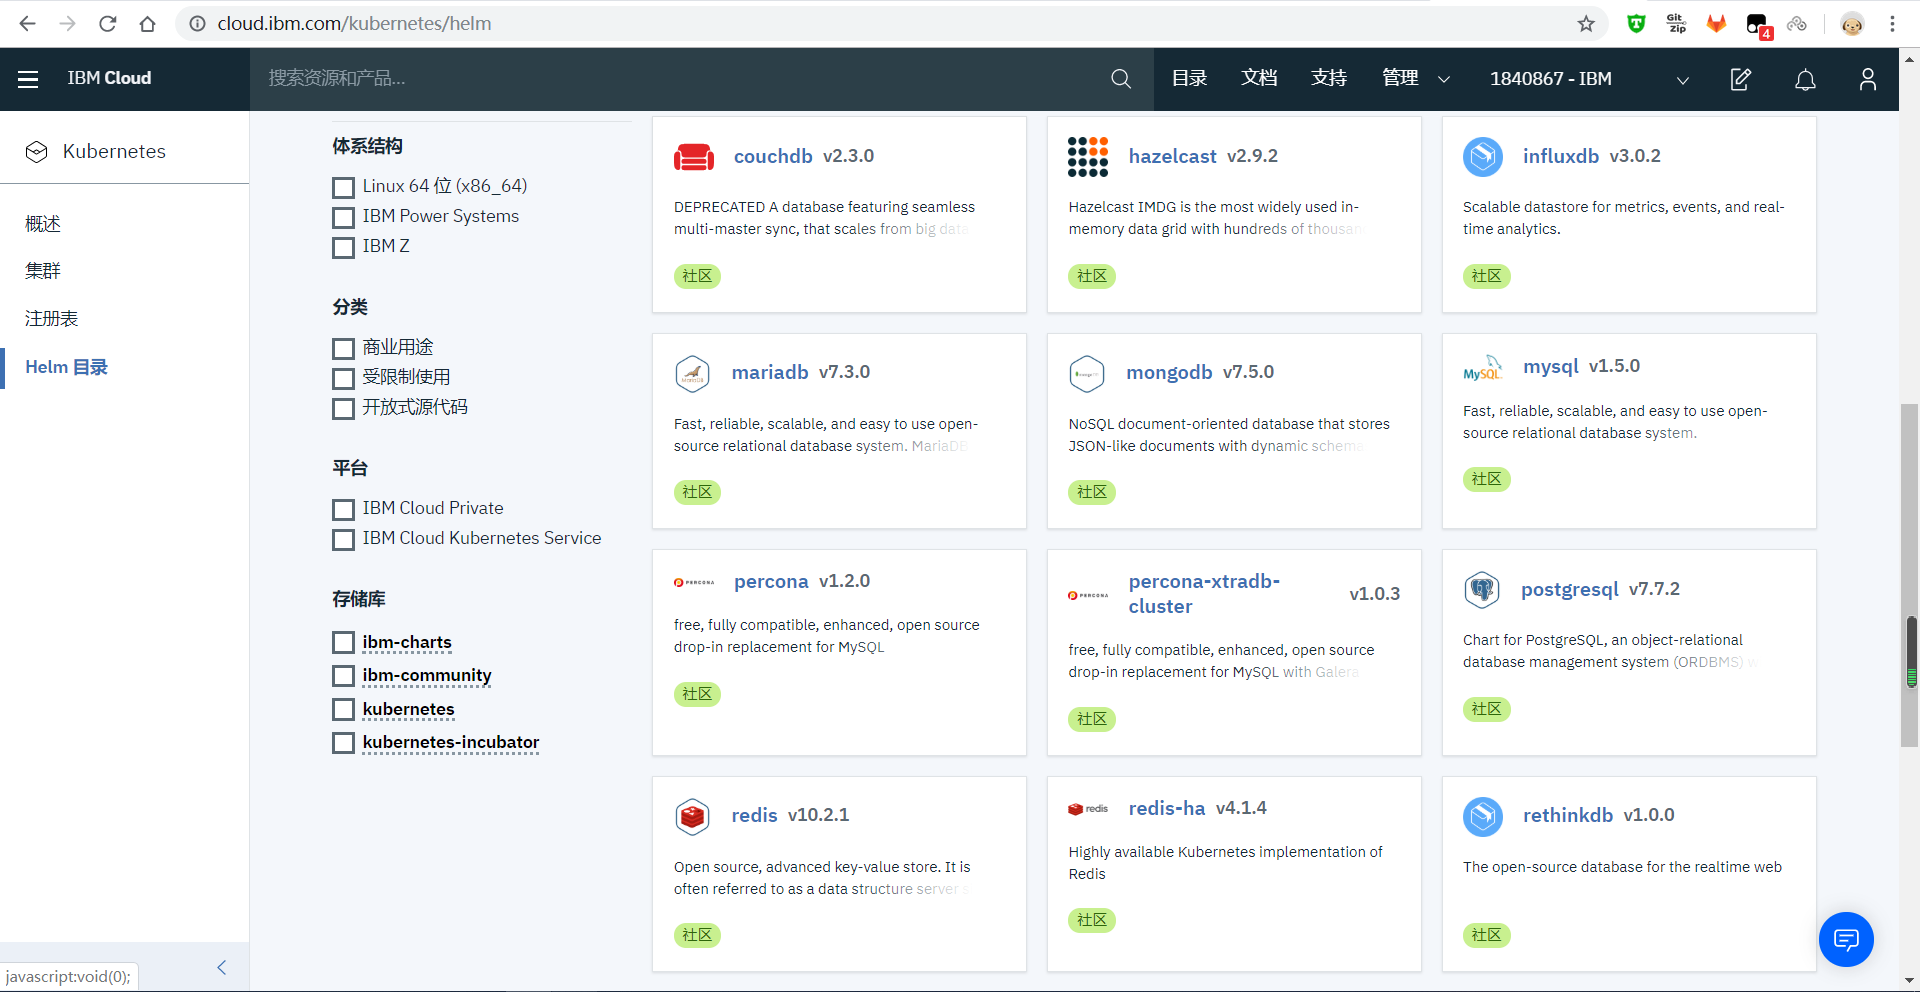 cloud.ibm.com/kubernetes/helm
Git
Zip
4
IBM Cloud
搜索资源和产品...
目录
文档
支持
管理
1840867 - IBM
Kubernetes
概述
集群
注册表
Helm 目录
javascript:void(0);
体系结构
Linux 64 位 (x86_64)
IBM Power Systems
IBM Z
分类
商业用途
受限制使用
开放式源代码
平台
IBM Cloud Private
IBM Cloud Kubernetes Service
存储库
ibm-charts
ibm-community
kubernetes
kubernetes-incubator
couchdb v2.3.0
DEPRECATED A database featuring seamless
multi-master sync, that scales from big data
社区
hazelcast v2.9.2
Hazelcast IMDG is the most widely used in-
memory data grid with hundreds of thousan
社区
influxdb v3.0.2
Scalable datastore for metrics, events, and real-
time analytics.
社区
mariadb v7.3.0
Fast, reliable, scalable, and easy to use open-
source relational database system. MariaDB
社区
mongodb v7.5.0
NoSQL document-oriented database that stores
JSON-like documents with dynamic schema
社区
MySQL
mysql v1.5.0
Fast, reliable, scalable, and easy to use open-
source relational database system.
社区
PERCONA
percona v1.2.0
free, fully compatible, enhanced, open source
drop-in replacement for MySQL
社区
PERCONA
percona-xtradb-
cluster
v1.0.3
free, fully compatible, enhanced, open source
drop-in replacement for MySQL with Galera
社区
postgresql v7.7.2
Chart for PostgreSQL, an object-relational
database management system (ORDBMS) w
社区
redis v10.2.1
Open source, advanced key-value store. It is
often referred to as a data structure server s
社区
redis
redis-ha v4.1.4
Highly available Kubernetes implementation of
Redis
社区
rethinkdb v1.0.0
The open-source database for the realtime web
社区